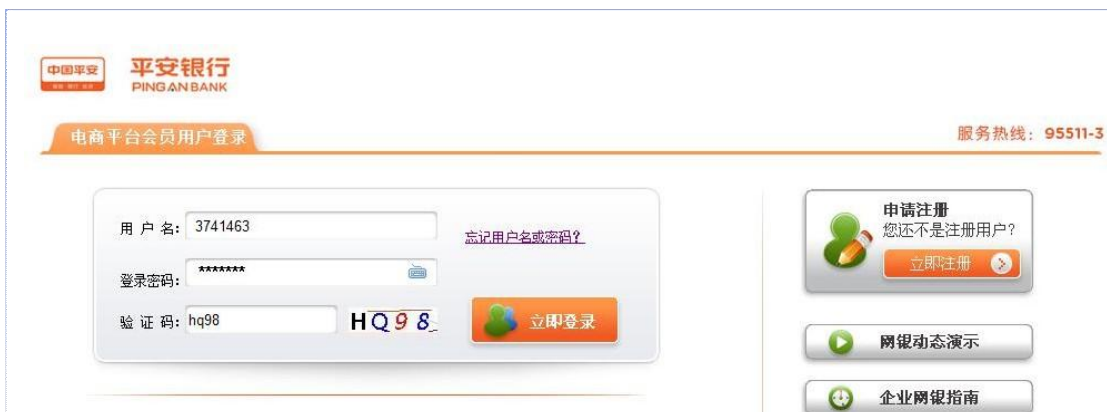 中国平安
平安银行
PINGAN BANK
电商平台会员用户登录
服务热线：95511-3
用 户 名: 3741463
忘记用户名或密码?
登录密码: *******
验 证 码: hq98
HQ98
立即登录
申请注册
您还不是注册用户?
立即注册
网银动态演示
企业网银指南